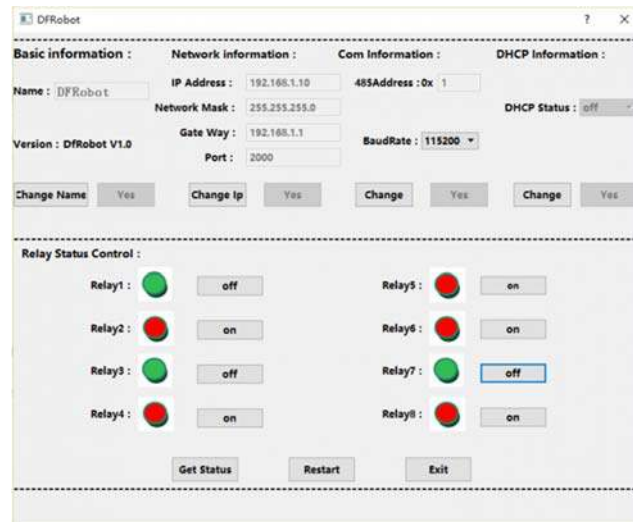 DFRobot
Basic information :
Name : DFRobot
Version : DfRobot V1.0
Change Name Yes
Network information :
IP Address : 192.168.1.10
Network Mask : 255.255.255.0
Gate Way : 192.168.1.1
Port : 2000
Change Ip Yes
Com Information :
485Address :0x 1
BaudRate : 115200
Change Yes
DHCP Information :
DHCP Status : off
Change Yes
Relay Status Control :
Relay1 : off
Relay2 : on
Relay3 : off
Relay4 : on
Relay5 : on
Relay6 : on
Relay7 : off
Relay8 : on
Get Status Restart Exit